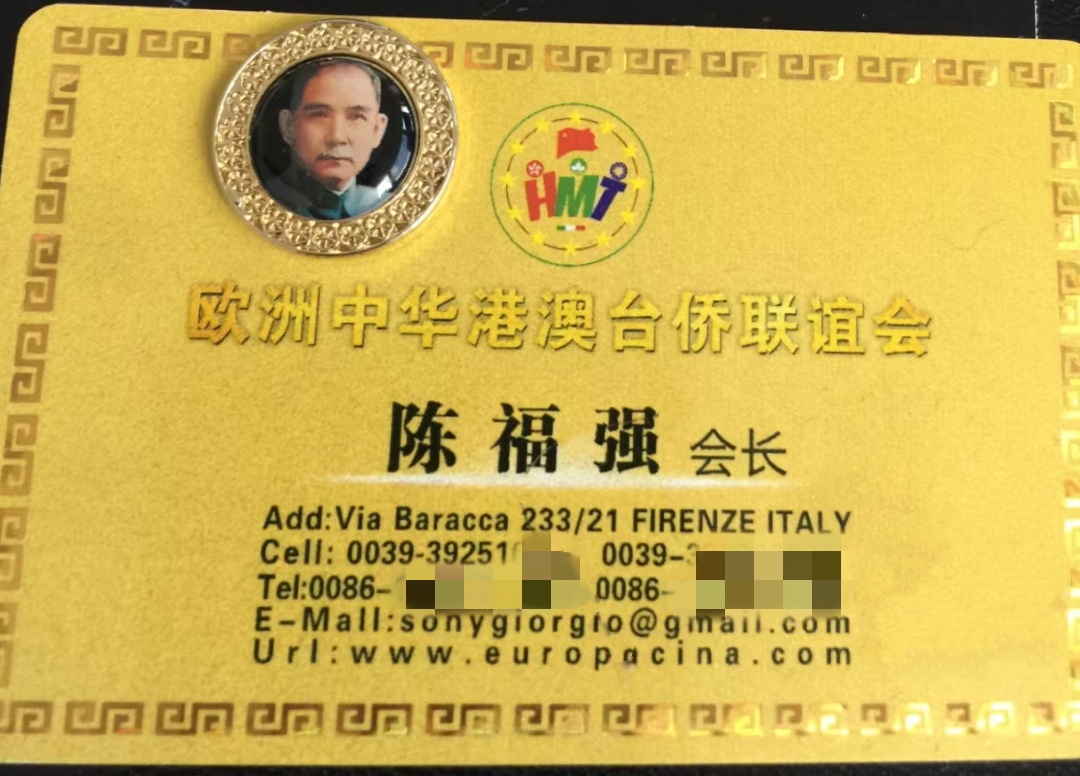 HMT
欧洲中华港澳台侨联谊会
陈福强 会长
Add:Via Baracca 233/21 FIRENZE ITALY
Cell: 0039-39251 0039-3
Tel:0086- 0086-
E-Mall:sonygiorgio@gmail.com
Url:www.europacina.com